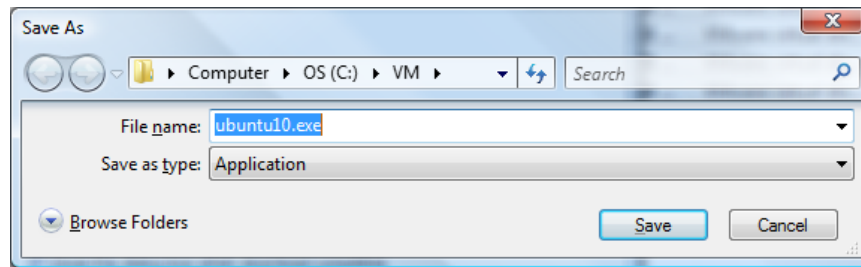 Save As
Computer OS (C:) VM Search
File name: ubuntu10.exe
Save as type: Application
Browse Folders Save Cancel